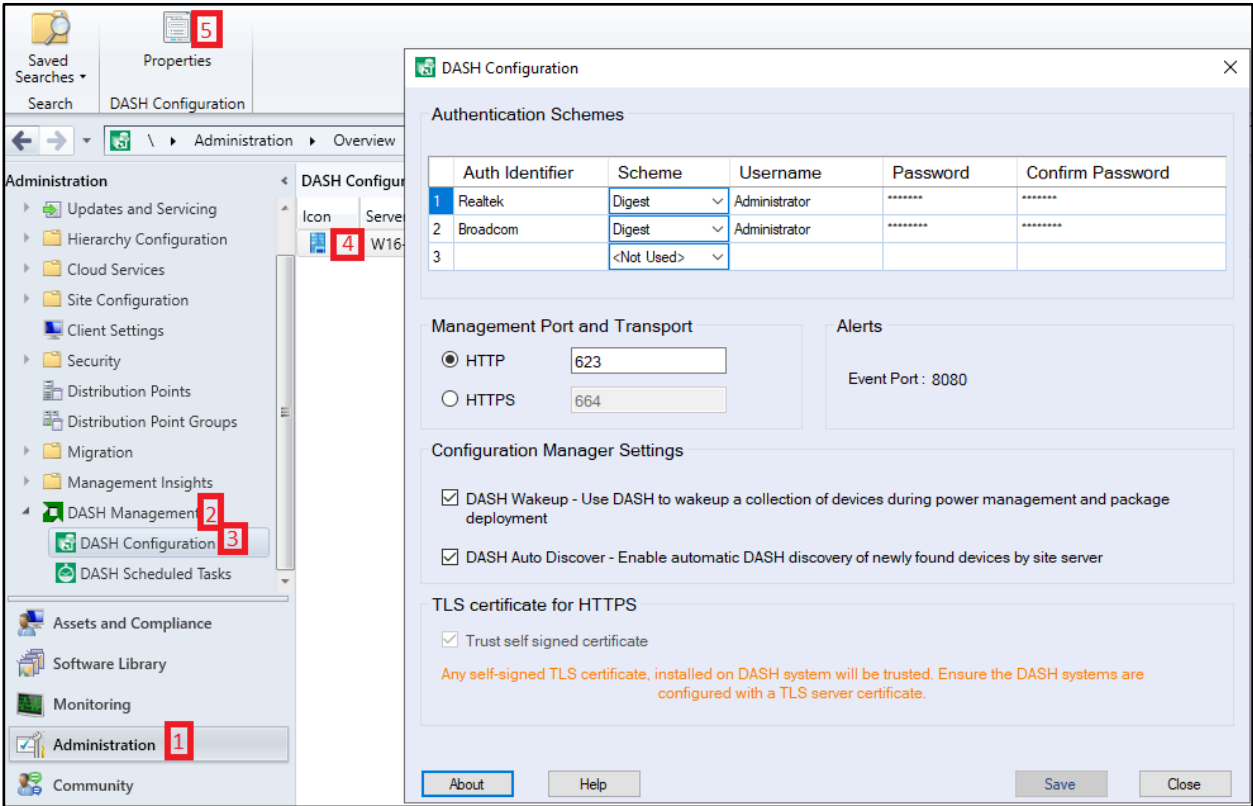 5
Saved
Searches
Properties
Search
DASH Configuration
\ Administration Overview
Administration
Updates and Servicing
Hierarchy Configuration
Cloud Services
Site Configuration
Client Settings
Security
Distribution Points
Distribution Point Groups
Migration
Management Insights
DASH Management 2
DASH Configuration 3
DASH Scheduled Tasks
Assets and Compliance
Software Library
Monitoring
Administration 1
Community
DASH Configur
Icon Server
4 W16-
DASH Configuration
Authentication Schemes
Auth Identifier Scheme Username Password Confirm Password
1 Realtek Digest Administrator ******* *******
2 Broadcom Digest Administrator ******** ********
3 <Not Used>
Management Port and Transport
HTTP 623
HTTPS 664
Alerts
Event Port : 8080
Configuration Manager Settings
DASH Wakeup - Use DASH to wakeup a collection of devices during power management and package
deployment
DASH Auto Discover - Enable automatic DASH discovery of newly found devices by site server
TLS certificate for HTTPS
Trust self signed certificate
Any self-signed TLS certificate, installed on DASH system will be trusted. Ensure the DASH systems are
configured with a TLS server certificate.
About Help Save Close